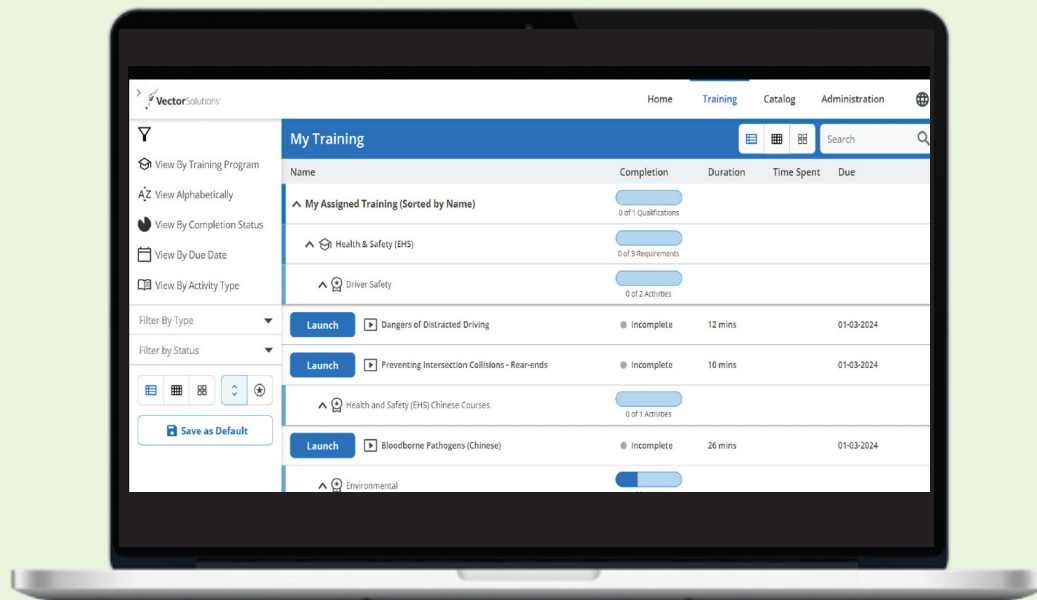 VectorSolutions
Home Training Catalog Administration
My Training
Search
View By Training Program
View Alphabetically
View By Completion Status
View By Due Date
View By Activity Type
Filter By Type
Filter by Status
Save as Default
Name Completion Duration Time Spent Due
My Assigned Training (Sorted by Name)
0 of 1 Qualifications
Health & Safety (EHS)
0 of 3 Requirements
Driver Safety
0 of 2 Activities
Launch Dangers of Distracted Driving Incomplete 12 mins 01-03-2024
Launch Preventing Intersection Collisions - Rear-ends Incomplete 10 mins 01-03-2024
Health and Safety (EHS) Chinese Courses
0 of 1 Activities
Launch Bloodborne Pathogens (Chinese) Incomplete 26 mins 01-03-2024
Environmental